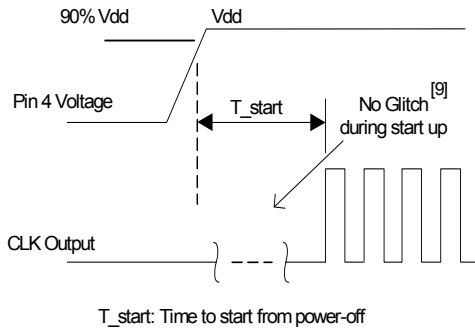 90% Vdd
Vdd
Pin 4 Voltage
T_start
No Glitch [9]
during start up
CLK Output
T_start: Time to start from power-off